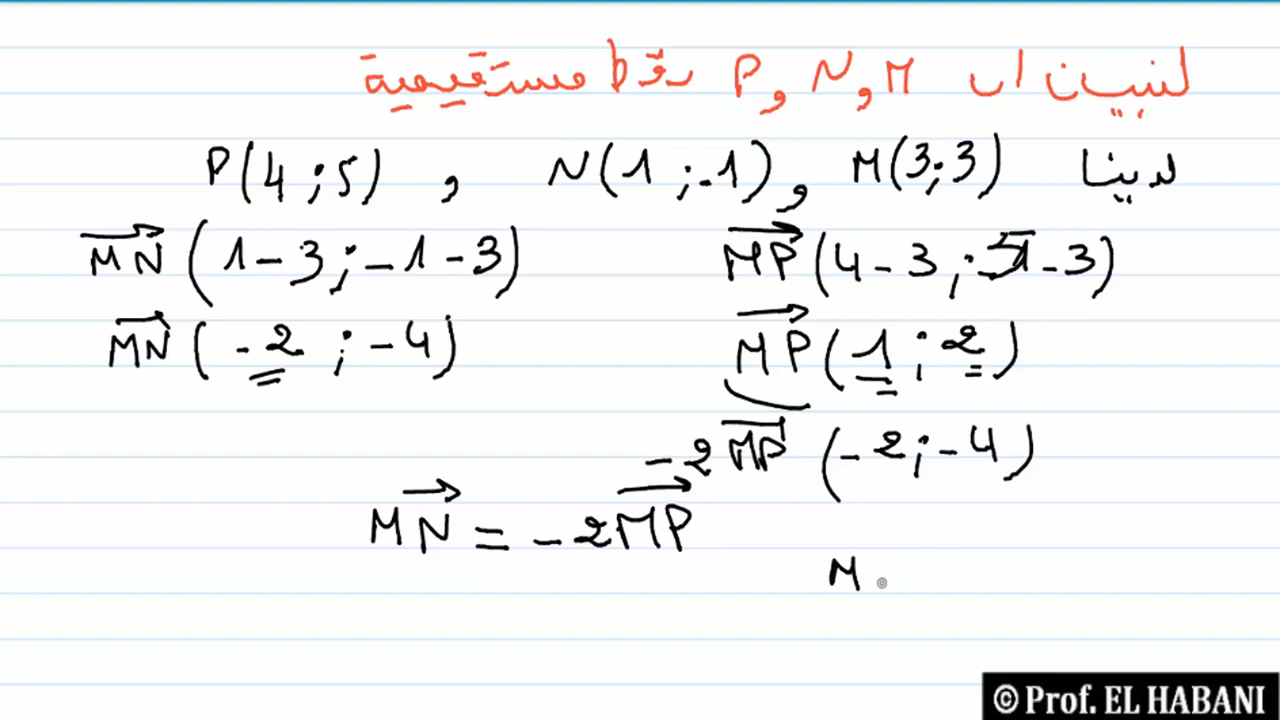 لنبين ان M و N و P نقط مستقيمية
لدينا M(3;3) و N(1;-1) و P(4;5)
MN(1-3;-1-3) MP(4-3;5-3)
MN(-2;-4) MP(1;2)
-2MP(-2;-4)
MN = -2MP
M
© Prof. EL HABANI